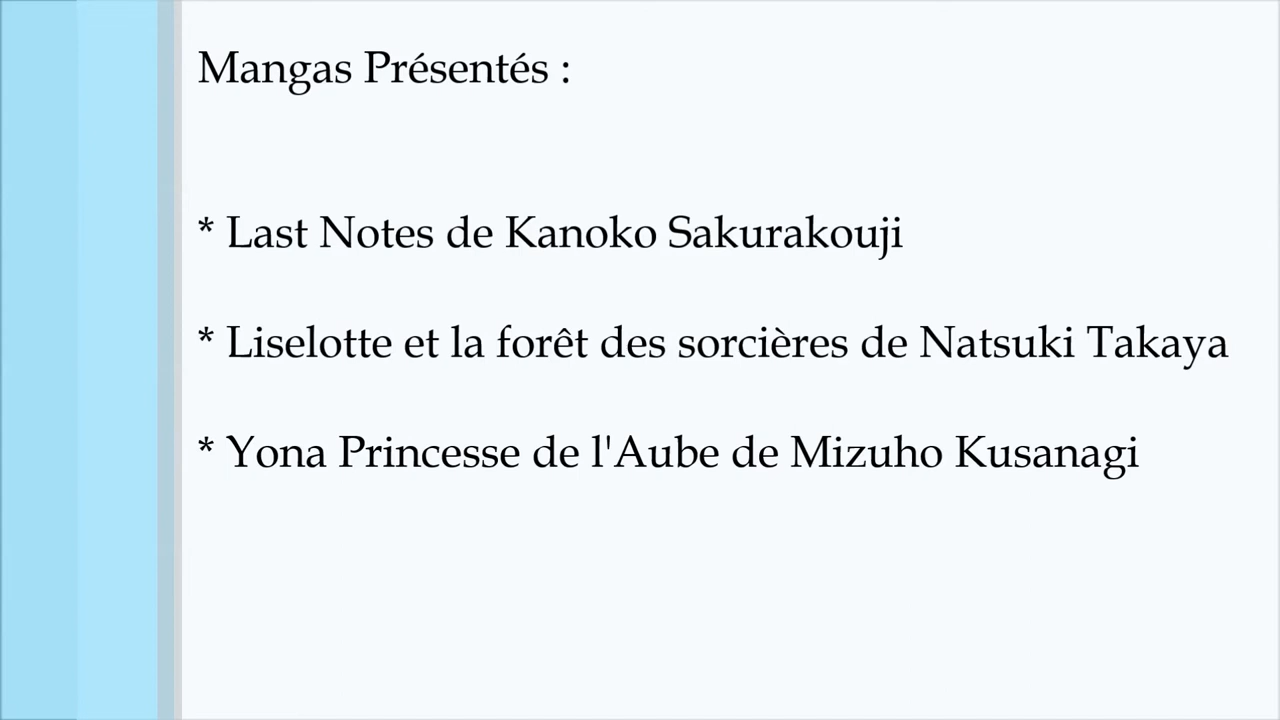 Mangas Présentés :
* Last Notes de Kanoko Sakurakouji
* Liselotte et la forêt des sorcières de Natsuki Takaya
* Yona Princesse de l'Aube de Mizuho Kusanagi